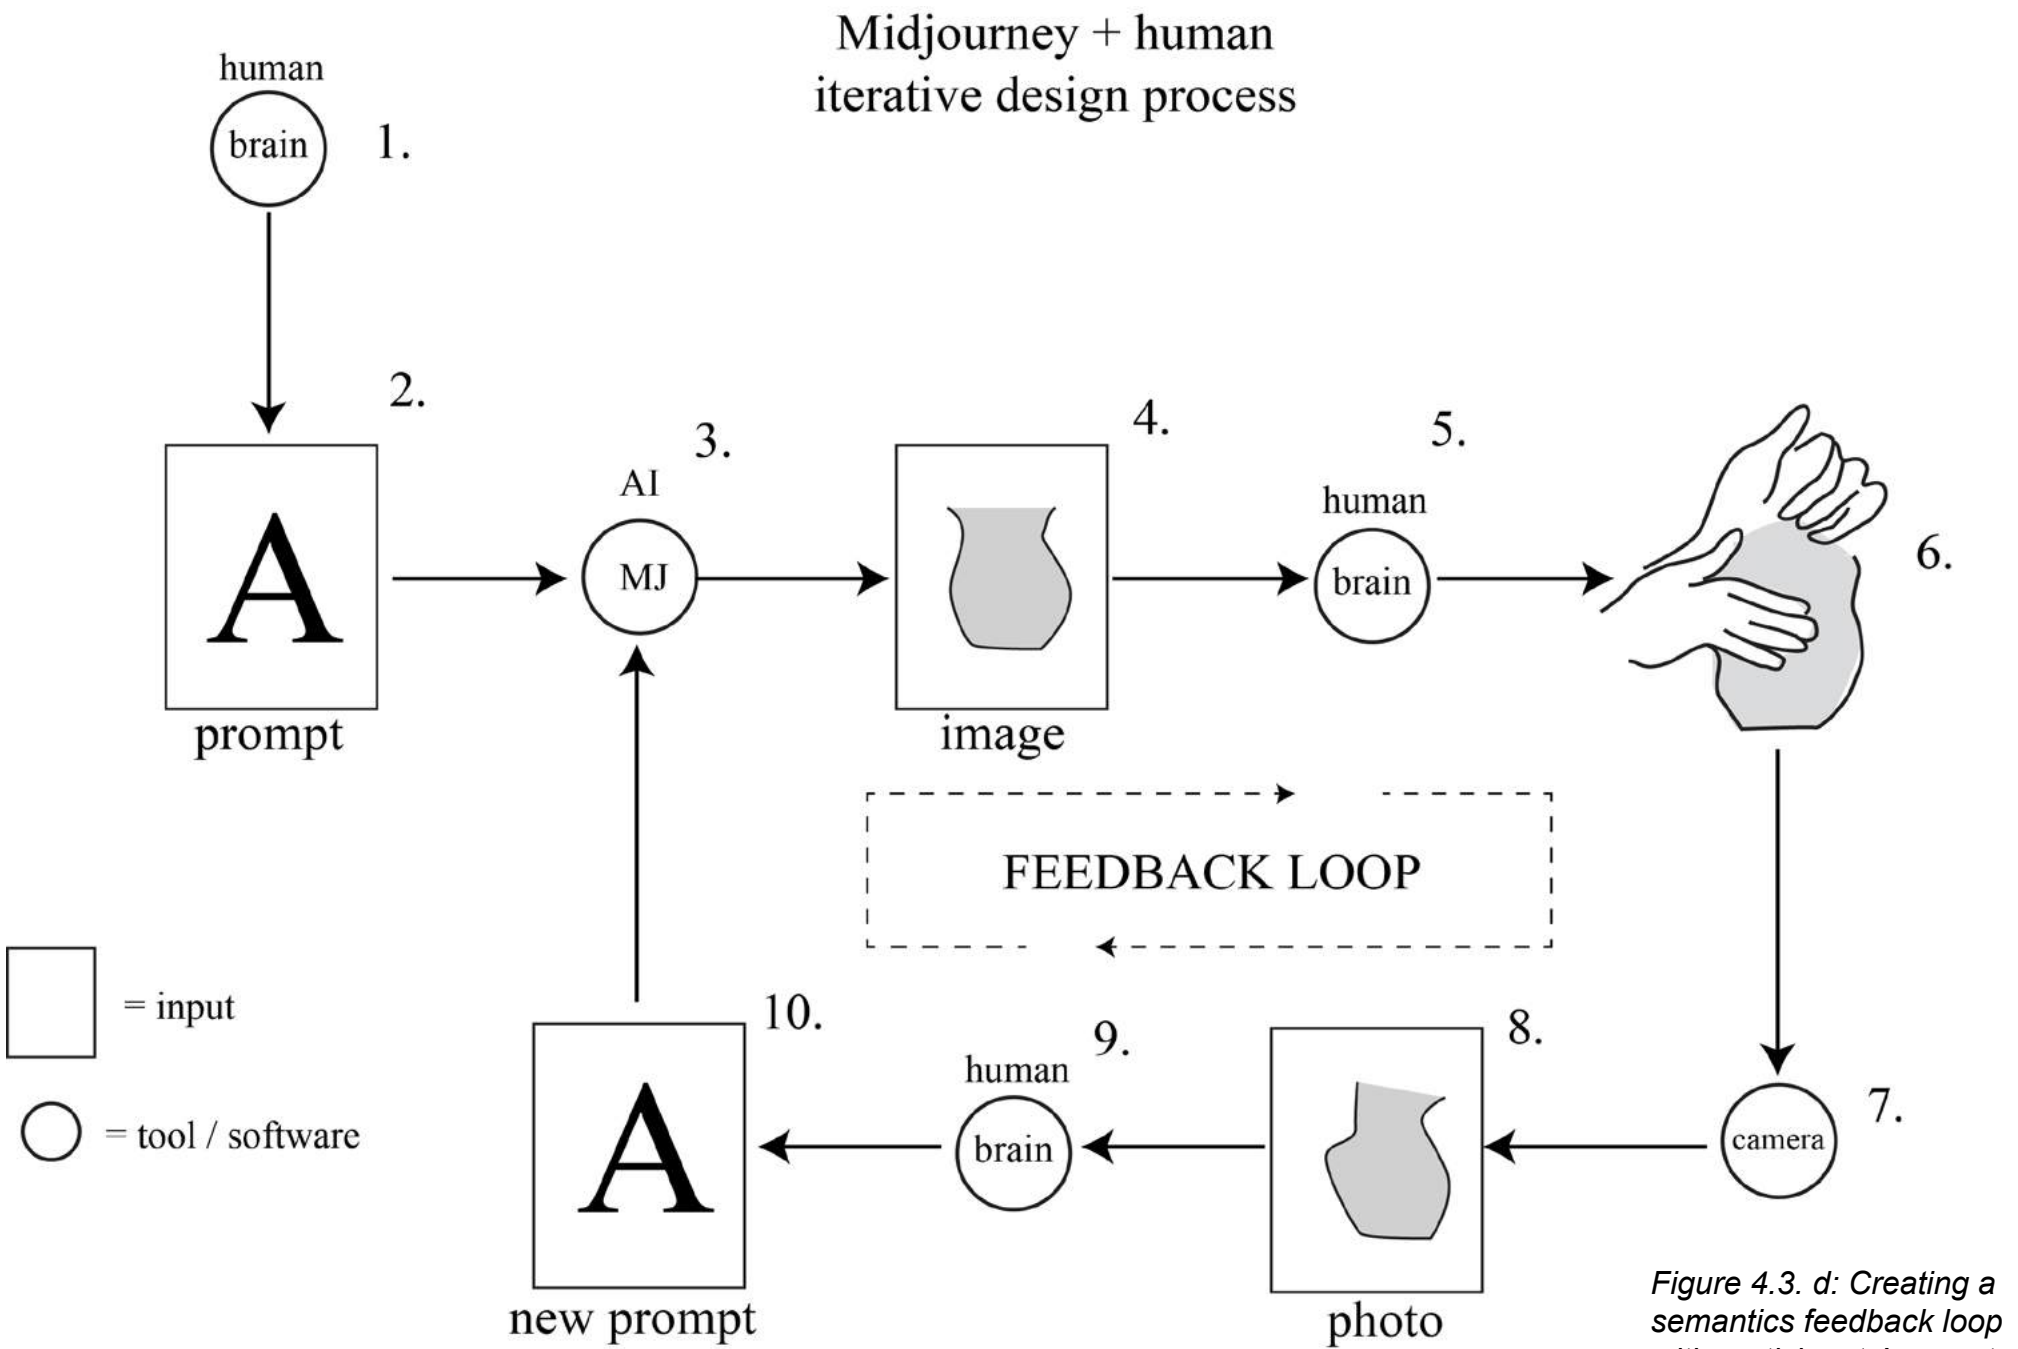 Midjourney + human
iterative design process
human
brain
1.
2.
A
prompt
3.
AI
MJ
4.
image
5.
human
brain
6.
FEEDBACK LOOP
= input
= tool / software
10.
A
new prompt
9.
human
brain
8.
photo
7.
camera
Figure 4.3. d: Creating a
semantics feedback loop